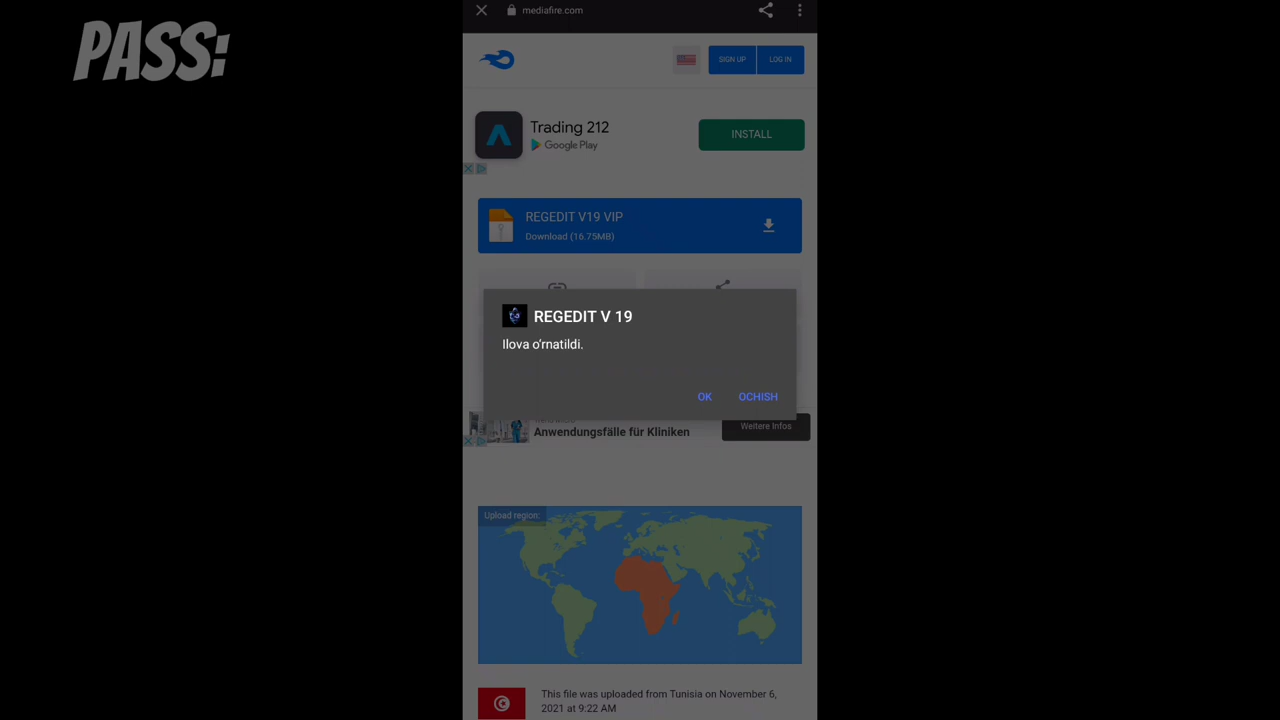 PASS:
mediafire.com
SIGN UP
LOG IN
Trading 212
Google Play
INSTALL
REGEDIT V19 VIP
Download (16.75MB)
REGEDIT V 19
Ilova o‘rnatildi.
OK
OCHISH
Anwendungsfälle für Kliniken
Weitere Infos
Upload region:
This file was uploaded from Tunisia on November 6,
2021 at 9:22 AM